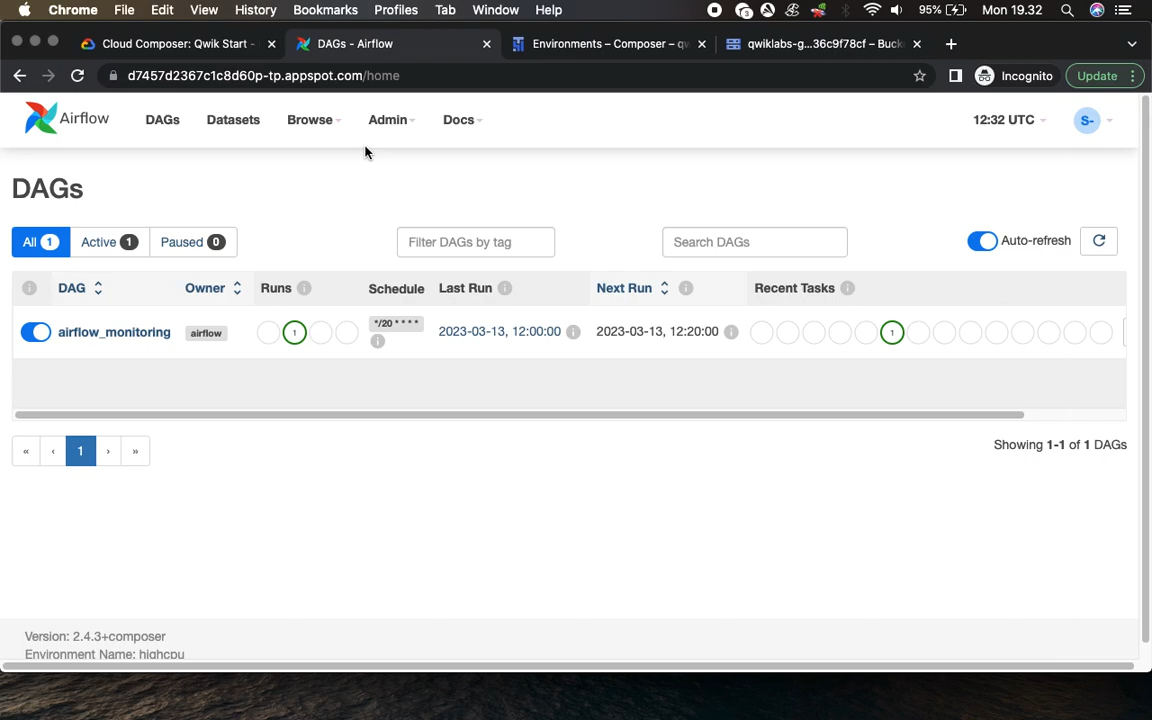 Chrome File Edit View History Bookmarks Profiles Tab Window Help 3 95% Mon 19.32
Cloud Composer: Qwik Start - DAGs - Airflow Environments – Composer – qw qwiklabs-g...36c9f78cf – Buck
d7457d2367c1c8d60p-tp.appspot.com/home Incognito Update
Airflow DAGs Datasets Browse Admin Docs 12:32 UTC S-
DAGs
All 1 Active 1 Paused 0 Filter DAGs by tag Search DAGs Auto-refresh
DAG Owner Runs Schedule Last Run Next Run Recent Tasks
airflow_monitoring airflow 1 */20 * * * * 2023-03-13, 12:00:00 2023-03-13, 12:20:00 1
« ‹ 1 › » Showing 1-1 of 1 DAGs
Version: 2.4.3+composer
Environment Name: highcpu